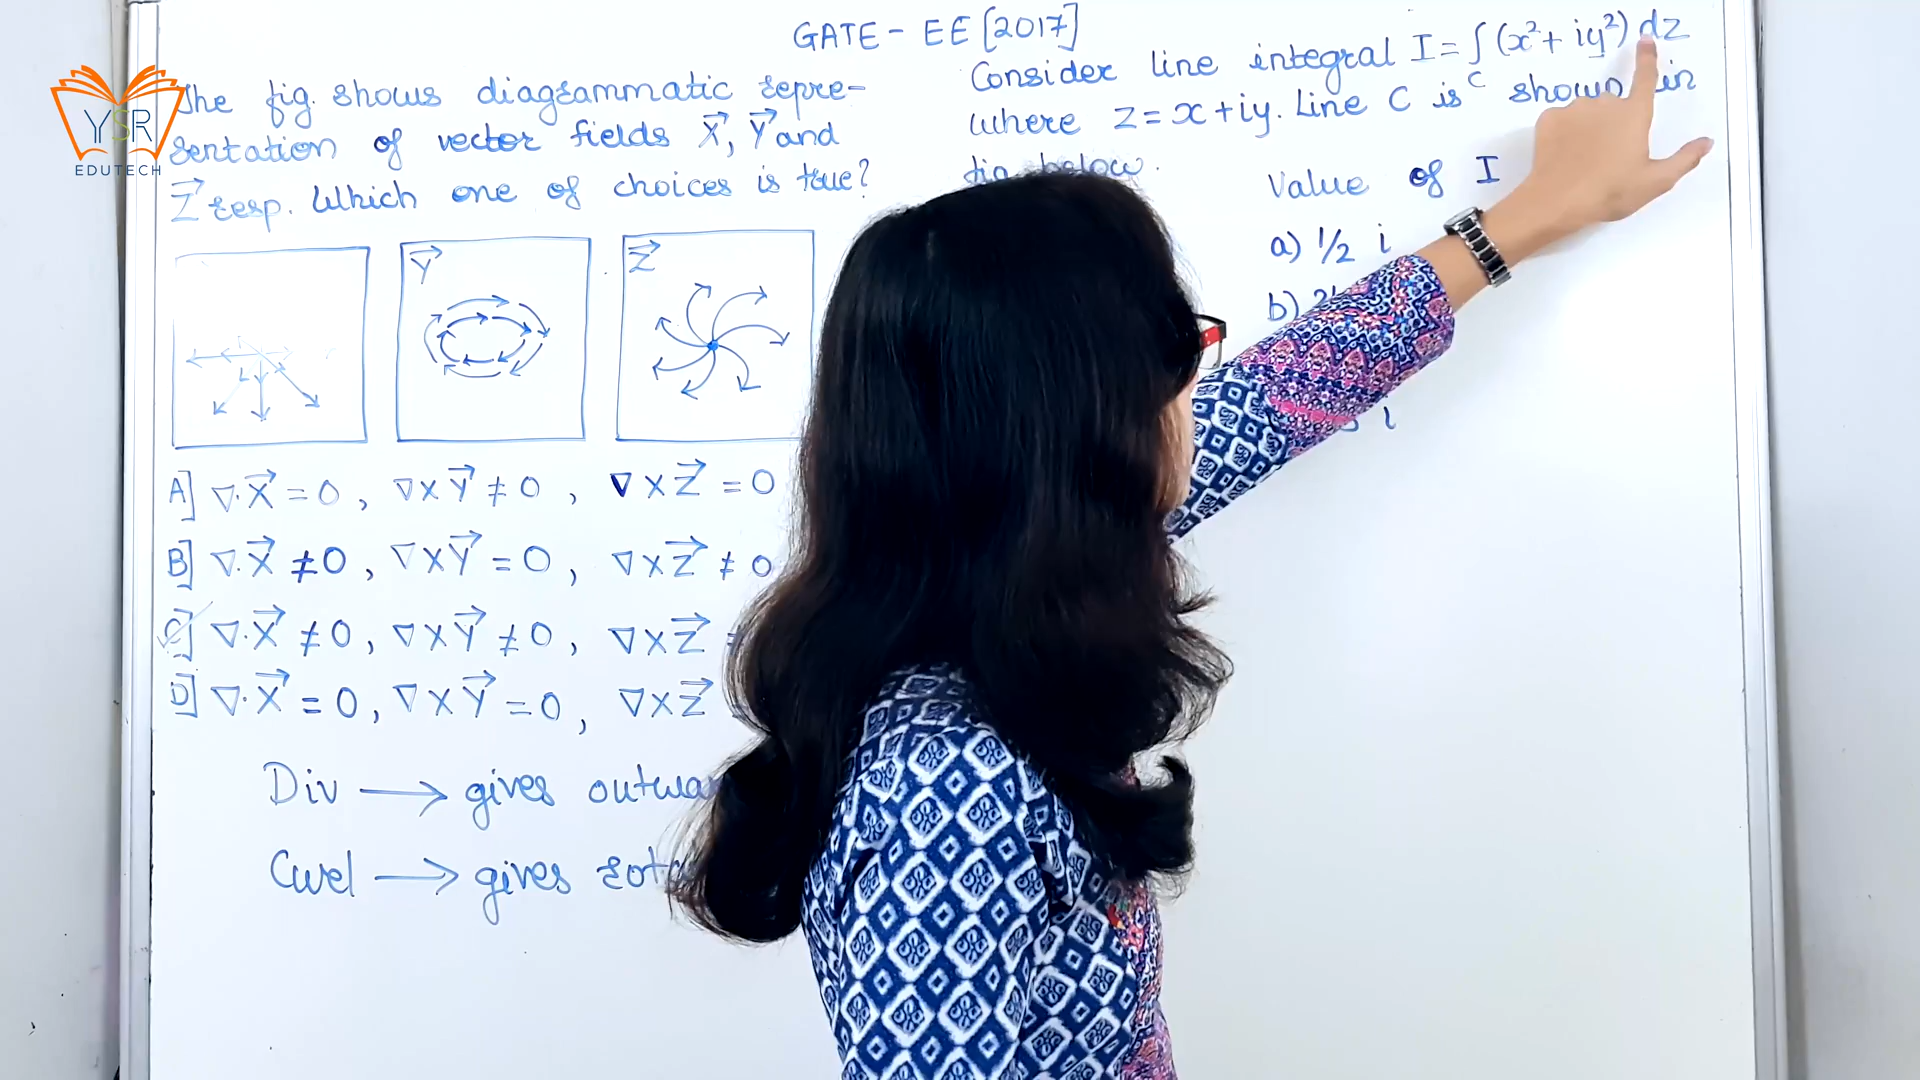 GATE - EE [2017]
YSR
EDUTECH
The fig. shows diagrammatic repre-
sentation of vector fields X⃗, Y⃗ and
Z⃗ resp. Which one of choices is true?
Y⃗
Z⃗
A] ∇·X⃗ = 0, ∇×Y⃗ ≠ 0, ∇×Z⃗ = 0
B] ∇·X⃗ ≠ 0, ∇×Y⃗ = 0, ∇×Z⃗ ≠ 0
C] ∇·X⃗ ≠ 0, ∇×Y⃗ ≠ 0, ∇×Z⃗ ≠
D] ∇·X⃗ = 0, ∇×Y⃗ = 0, ∇×Z⃗
Div → gives
Curl → gives
Consider line integral I = ∫ (x² + iy²) dz
C
where z = x + iy. Line C is shown in
fig below.
Value of I
a) 1/2 i
b)
i